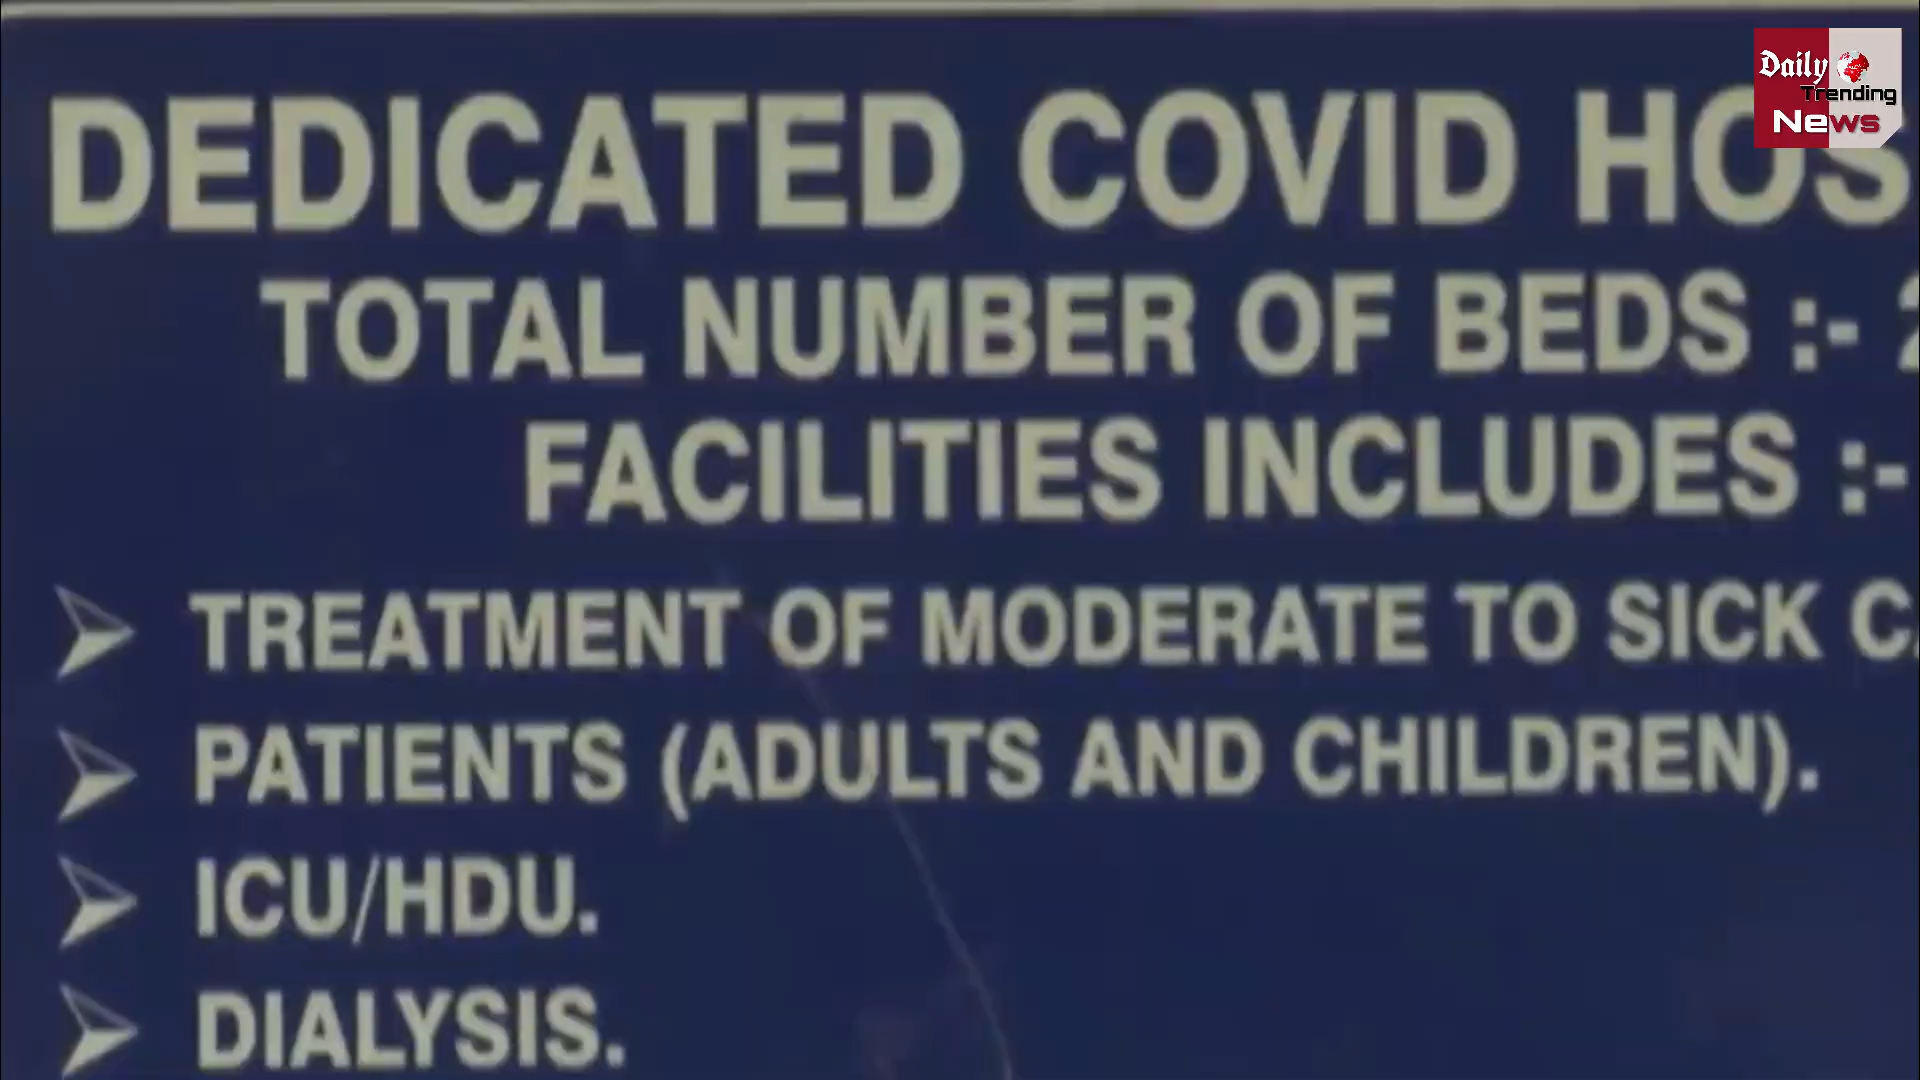 DEDICATED COVID HOS
TOTAL NUMBER OF BEDS :-
FACILITIES INCLUDES :-
TREATMENT OF MODERATE TO SICK
PATIENTS (ADULTS AND CHILDREN).
ICU/HDU.
DIALYSIS.
Daily
Trending
News